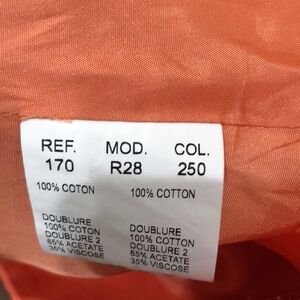 REF. MOD. COL.
170 R28 250
100% COTON 100% COTTON
DOUBLURE DOUBLURE
100% COTON 100% COTTON
DOUBLURE 2 DOUBLURE 2
65% ACETATE 65% ACETATE
35% VISCOSE 35% VISCOSE